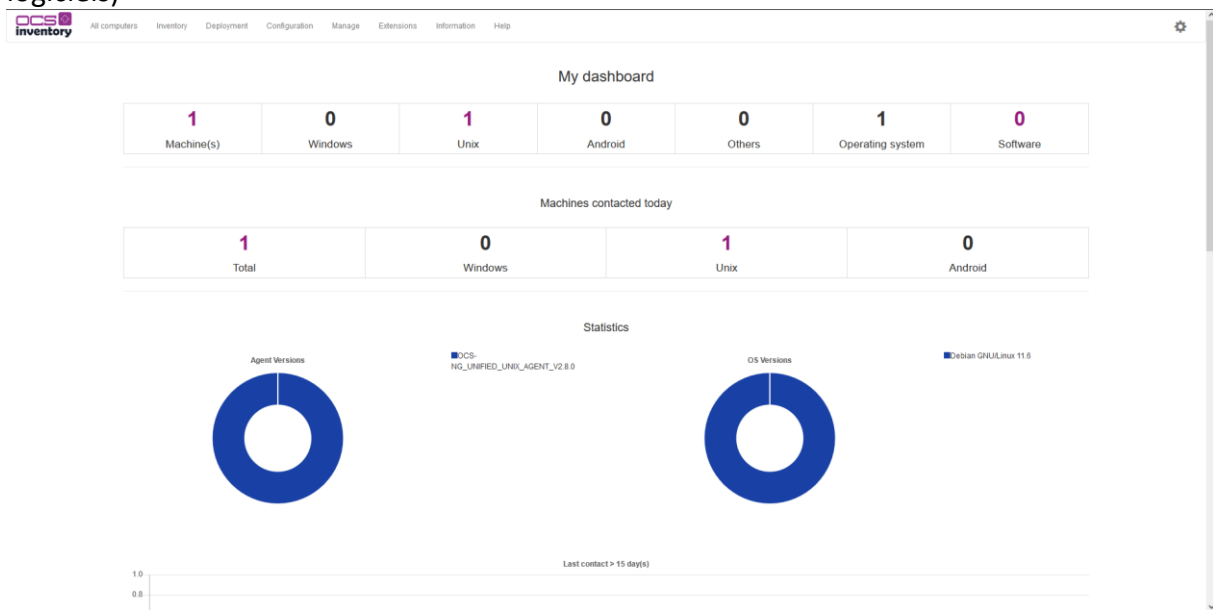 logiciels)
OCS
inventory
All computers Inventory Deployment Configuration Manage Extensions Information Help
My dashboard
1 0 1 0 0 1 0
Machine(s) Windows Unix Android Others Operating system Software
Machines contacted today
1 0 1 0
Total Windows Unix Android
Statistics
Agent Versions
OCS-
NG_UNIFIED_UNIX_AGENT_V2.8.0
OS Versions
Debian GNU/Linux 11.6
Last contact > 15 day(s)
1.0
0.8